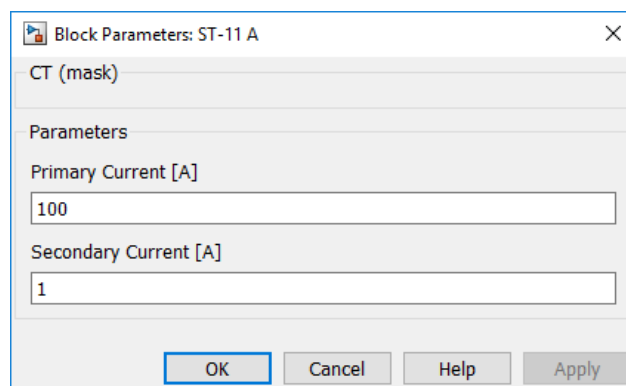 Block Parameters: ST-11 A
CT (mask)
Parameters
Primary Current [A]
100
Secondary Current [A]
1
OK Cancel Help Apply